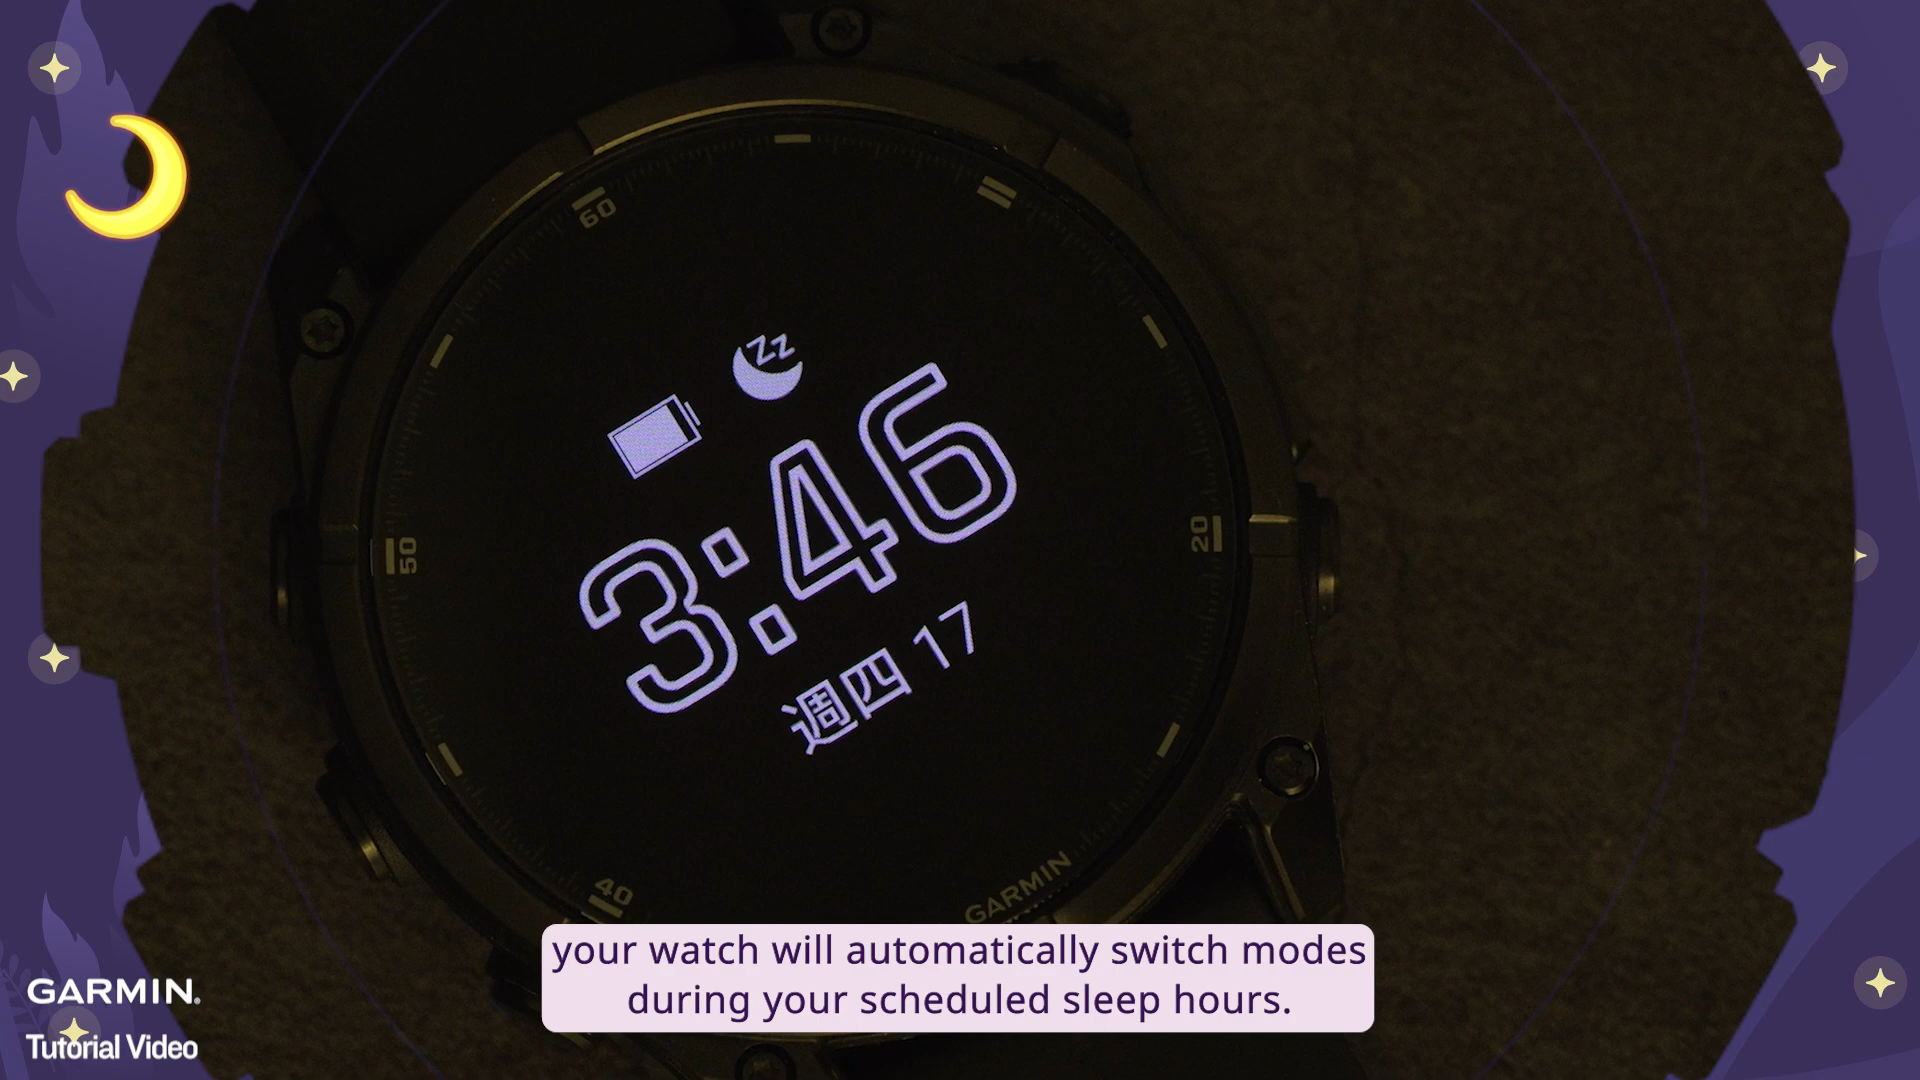 60
Zz
3:46
週四 17
50
20
40
GARMIN
your watch will automatically switch modes
during your scheduled sleep hours.
GARMIN.
Tutorial Video